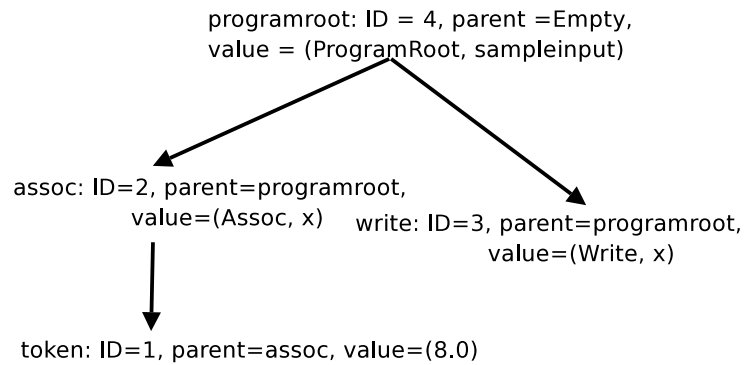 programroot: ID = 4, parent =Empty,
value = (ProgramRoot, sampleinput)
assoc: ID=2, parent=programroot,
value=(Assoc, x)
write: ID=3, parent=programroot,
value=(Write, x)
token: ID=1, parent=assoc, value=(8.0)